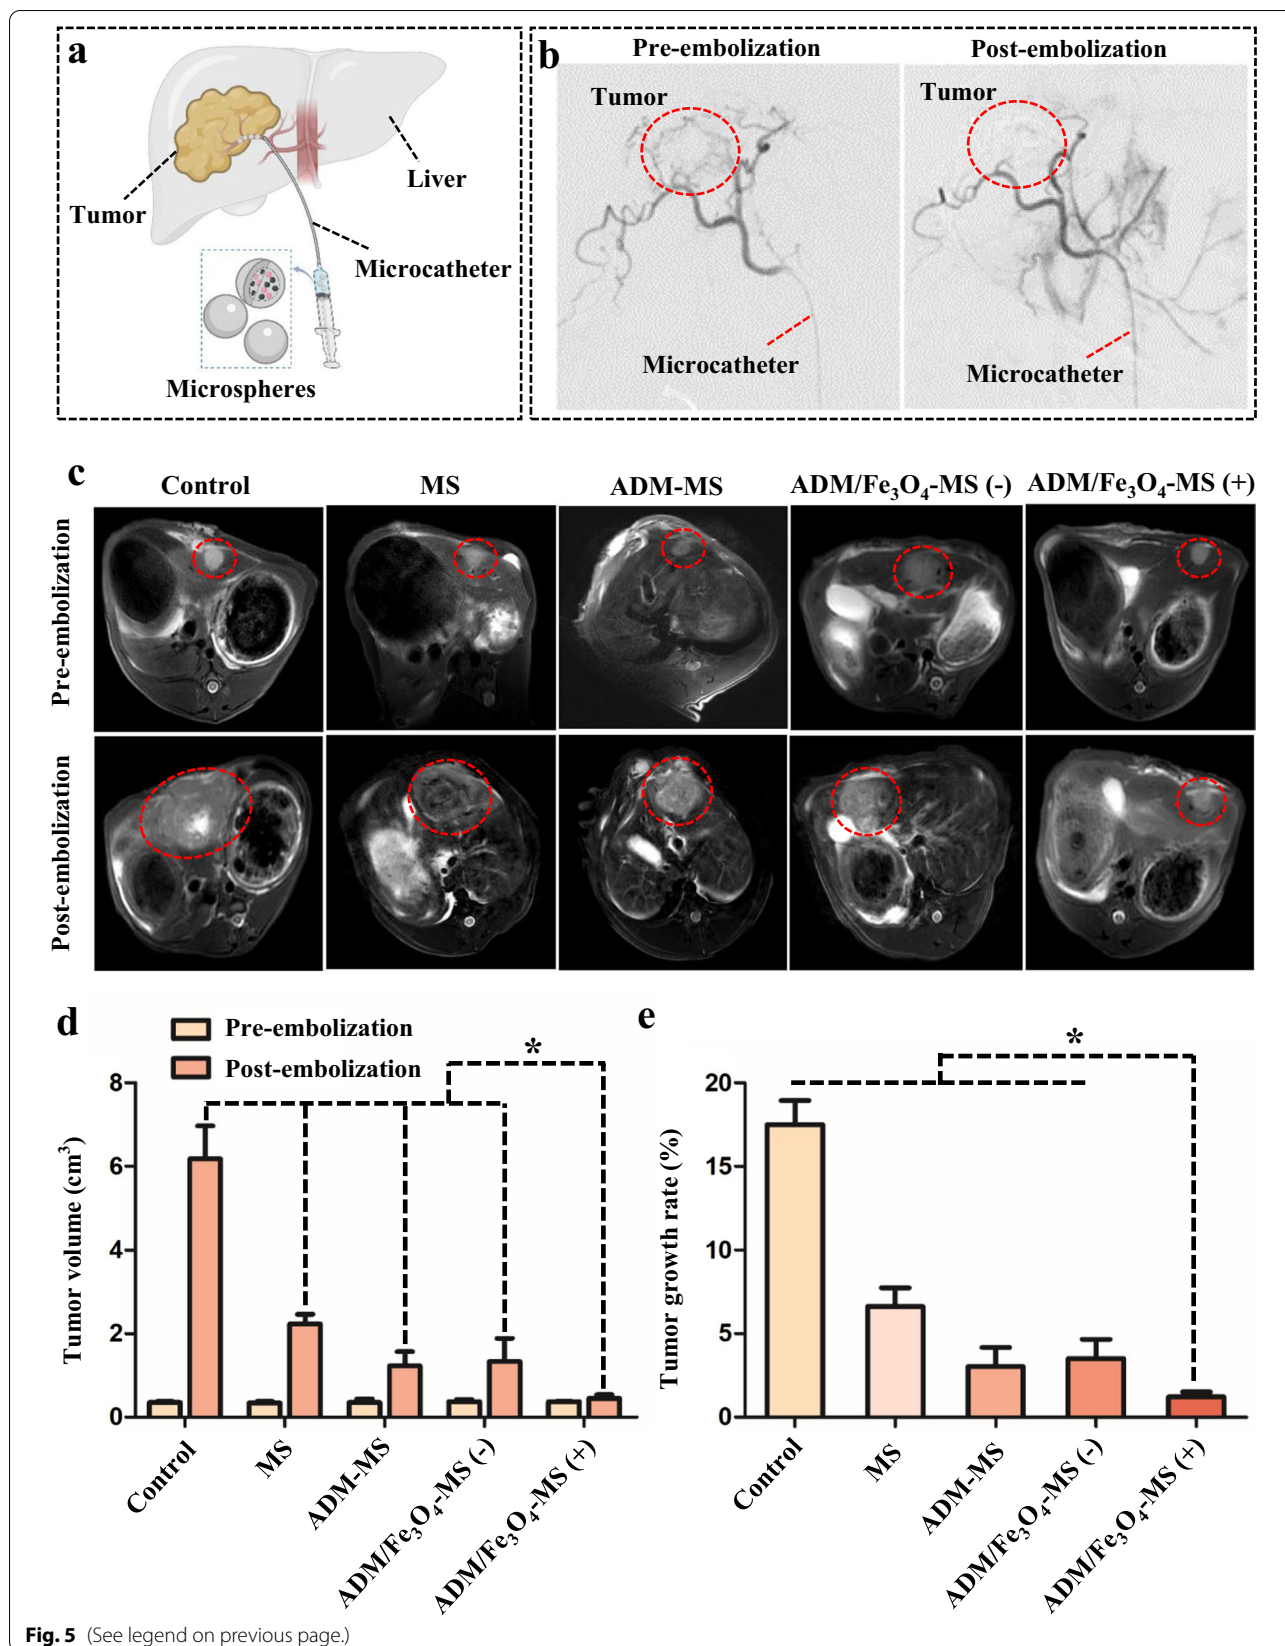 a
Tumor
Liver
Microcatheter
Microspheres
b
Pre-embolization
Post-embolization
Tumor
Tumor
Microcatheter
Microcatheter
c
Control
MS
ADM-MS
ADM/Fe₃O₄-MS (-)
ADM/Fe₃O₄-MS (+)
Pre-embolization
Post-embolization
d
Pre-embolization
Post-embolization
*
Tumor volume (cm³)
8
6
4
2
0
Control
MS
ADM-MS
ADM/Fe₃O₄-MS (-)
ADM/Fe₃O₄-MS (+)
e
*
Tumor growth rate (%)
20
15
10
5
0
Control
MS
ADM-MS
ADM/Fe₃O₄-MS (-)
ADM/Fe₃O₄-MS (+)
Fig. 5 (See legend on previous page.)